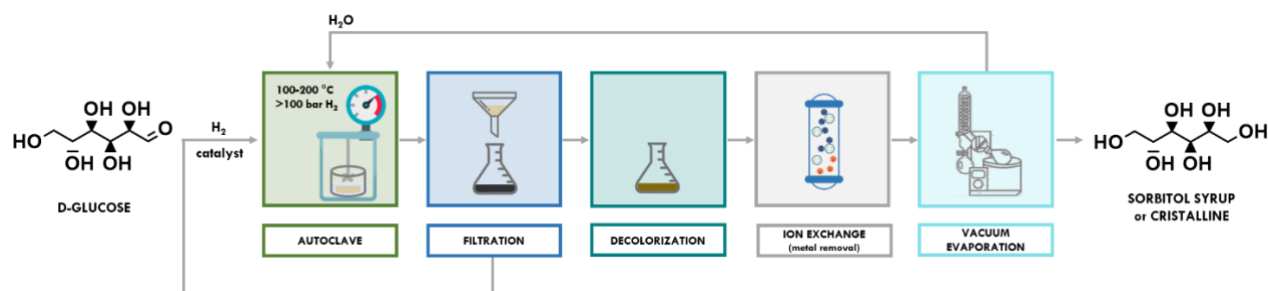 H₂O
100-200 °C
>100 bar H₂
OH OH
HO
O
OH OH
H₂
catalyst
OH OH
HO
OH
OH OH
D-GLUCOSE
SORBITOL SYRUP
or CRISTALLINE
AUTOCLAVE
FILTRATION
DECOLORIZATION
ION EXCHANGE
(metal removal)
VACUUM
EVAPORATION